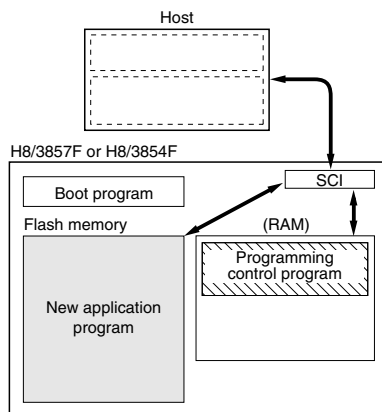 Host
H8/3857F or H8/3854F
SCI
Boot program
Flash memory
(RAM)
Programming
control program
New application
program